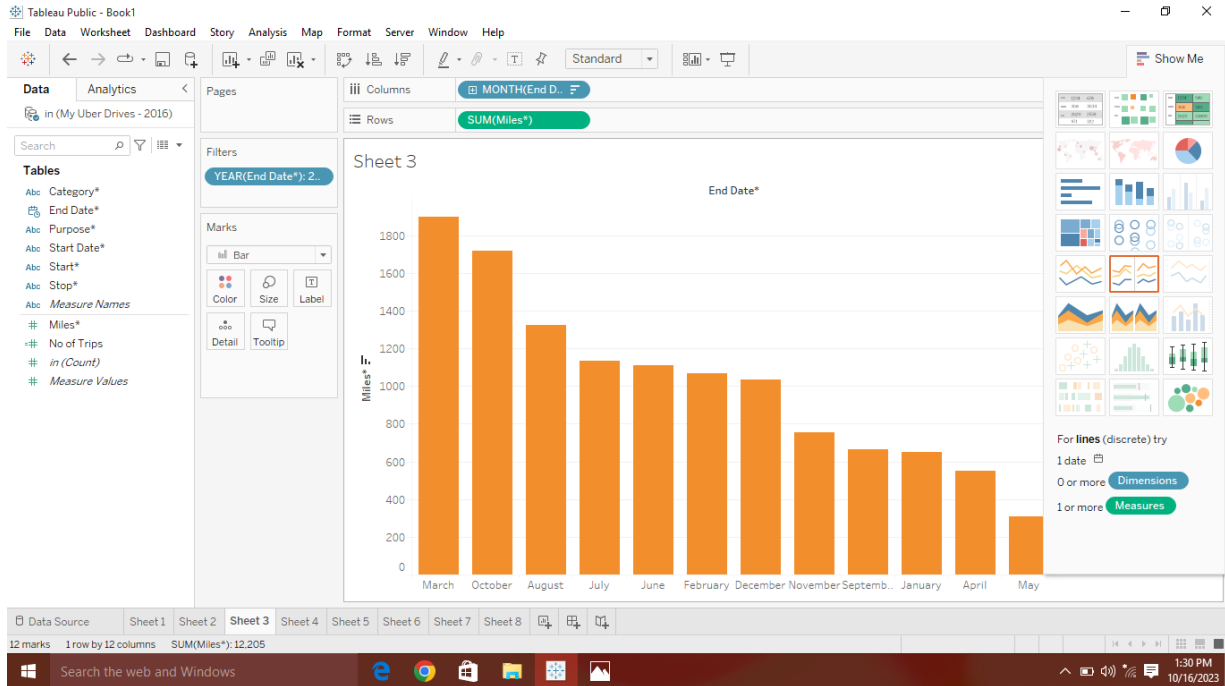 Tableau Public - Book1
File Data Worksheet Dashboard Story Analysis Map Format Server Window Help
Standard
Show Me
Data Analytics
in (My Uber Drives - 2016)
Search
Tables
Abc Category*
End Date*
Abc Purpose*
Abc Start Date*
Abc Start*
Abc Stop*
Abc Measure Names
# Miles*
=# No of Trips
# in (Count)
# Measure Values
Pages
Filters
YEAR(End Date*): 2..
Marks
Bar
Color Size Label
Detail Tooltip
Columns MONTH(End D..
Rows SUM(Miles*)
Sheet 3
End Date*
Miles*
1800
1600
1400
1200
1000
800
600
400
200
0
March October August July June February December November Septemb.. January April May
For lines (discrete) try
1 date
0 or more Dimensions
1 or more Measures
Data Source Sheet 1 Sheet 2 Sheet 3 Sheet 4 Sheet 5 Sheet 6 Sheet 7 Sheet 8
12 marks 1 row by 12 columns SUM(Miles*): 12,205
Search the web and Windows
1:30 PM
10/16/2023